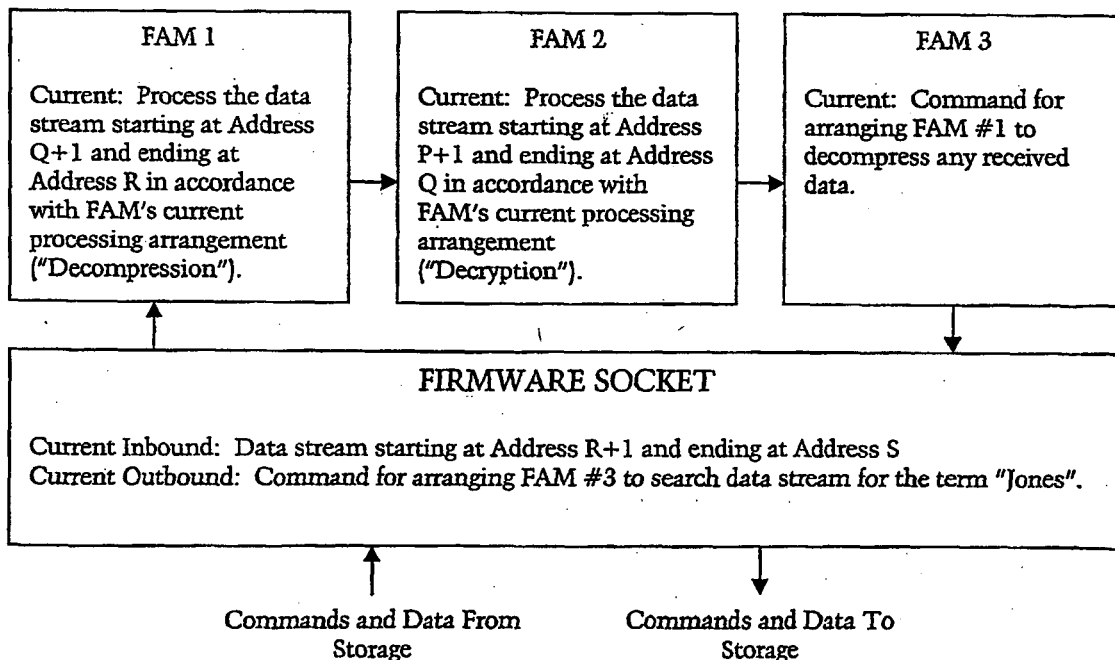 FAM 1
Current: Process the data
stream starting at Address
Q+1 and ending at
Address R in accordance
with FAM's current
processing arrangement
("Decompression").
FAM 2
Current: Process the data
stream starting at Address
P+1 and ending at Address
Q in accordance with
FAM's current processing
arrangement
("Decryption").
FAM 3
Current: Command for
arranging FAM #1 to
decompress any received
data.
FIRMWARE SOCKET
Current Inbound: Data stream starting at Address R+1 and ending at Address S
Current Outbound: Command for arranging FAM #3 to search data stream for the term "Jones".
Commands and Data From
Storage
Commands and Data To
Storage